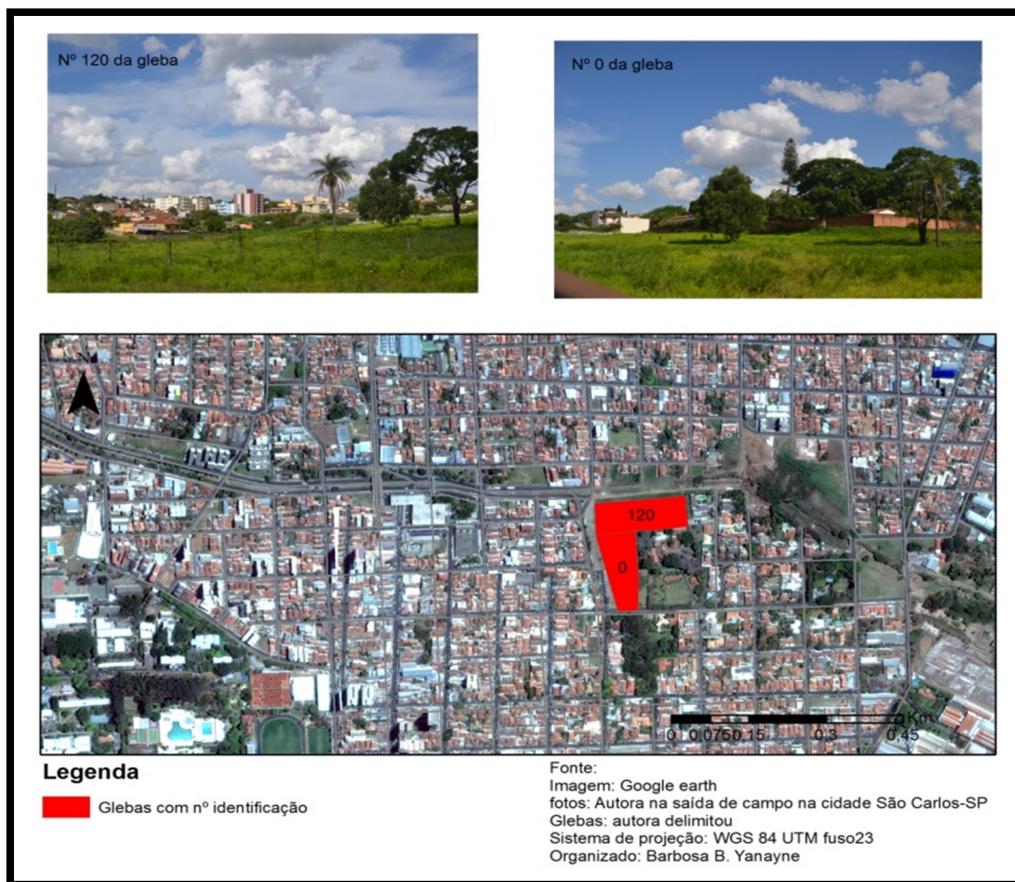 Nº 120 da gleba
Nº 0 da gleba
N
120
0
Km
0 0,075 0,15 0,3 0,45
Legenda
Glebas com nº identificação
Fonte:
Imagem: Google earth
fotos: Autora na saída de campo na cidade São Carlos-SP
Glebas: autora delimitou
Sistema de projeção: WGS 84 UTM fuso23
Organizado: Barbosa B. Yanayne